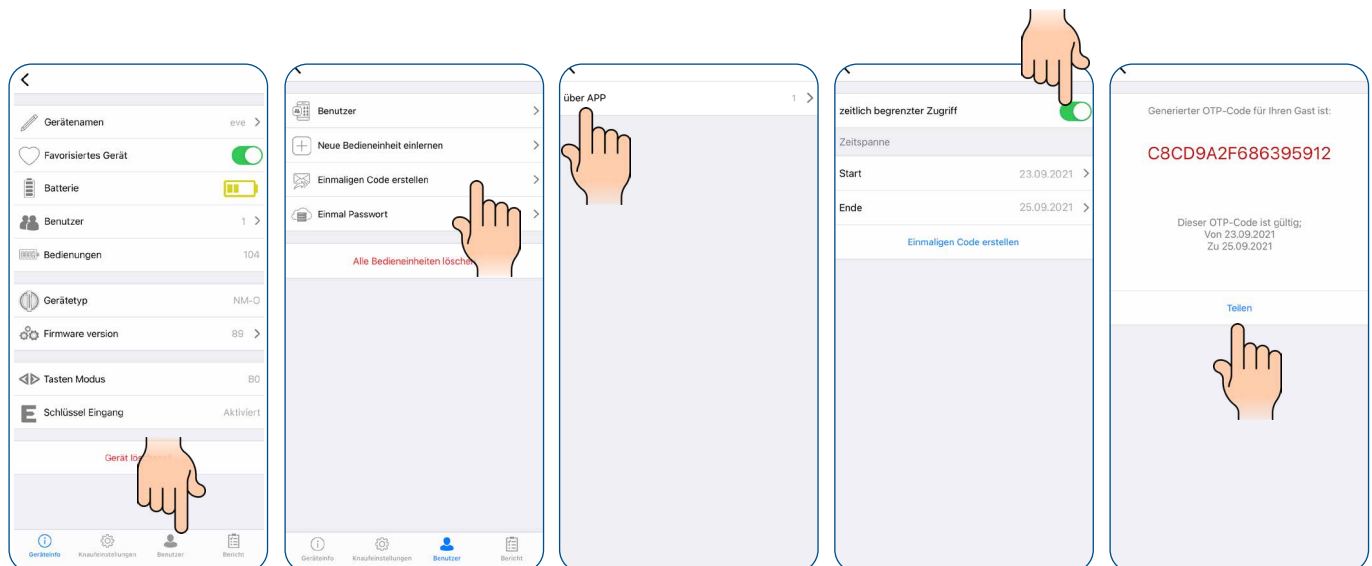 Gerätenamen eve
Favorisiertes Gerät
Batterie
Benutzer 1
Bedienungen 104
Gerätetyp NM-O
Firmware version 89
Tasten Modus B0
E Schlüssel Eingang Aktiviert
Gerät
Geräteinfo Knaufeinstellungen Benutzer Bericht
Benutzer
Neue Bedieneinheit einlernen
Einmaligen Code erstellen
Einmal Passwort
Alle Bedieneinheiten löschen
Geräteinfo Knaufeinstellungen Benutzer Bericht
über APP 1
zeitlich begrenzter Zugriff
Zeitspanne
Start 23.09.2021
Ende 25.09.2021
Einmaligen Code erstellen
Generierter OTP-Code für Ihren Gast ist:
C8CD9A2F686395912
Dieser OTP-Code ist gültig;
Von 23.09.2021
Zu 25.09.2021
Teilen